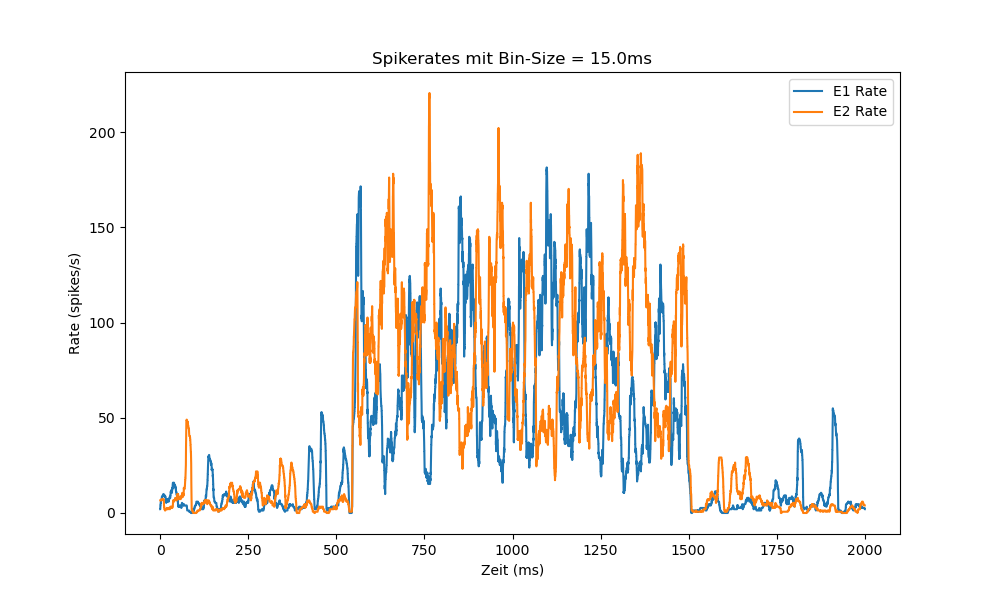 Spikerates mit Bin-Size = 15.0ms
E1 Rate
E2 Rate
Rate (spikes/s)
200
150
100
50
0
0 250 500 750 1000 1250 1500 1750 2000
Zeit (ms)